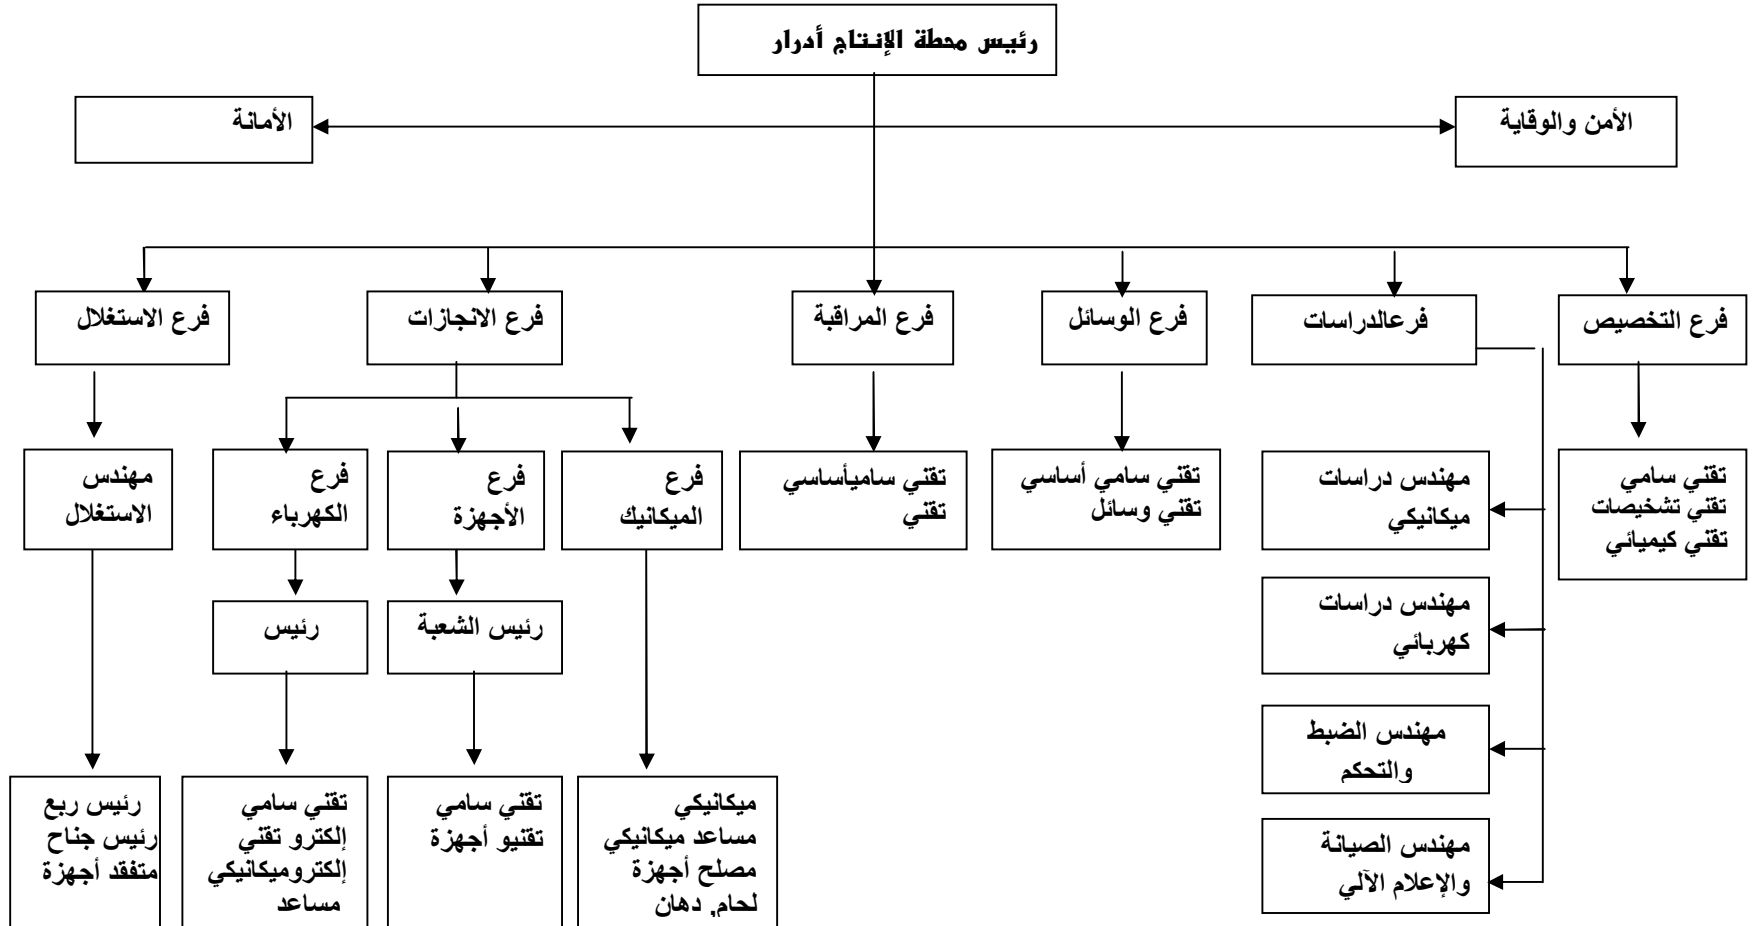 رئيس محطة الإنتاج أدرار
الأمن والوقاية
الأمانة
فرع التخصيص
فرعالدراسات
فرع الوسائل
فرع المراقبة
فرع الانجازات
فرع الاستغلال
تقني سامي
تقني تشخيصات
تقني كيميائي
مهندس دراسات
ميكانيكي
تقني سامي أساسي
تقني وسائل
تقني ساميأساسي
تقني
فرع
الميكانيك
فرع
الأجهزة
فرع
الكهرباء
مهندس
الاستغلال
مهندس دراسات
كهربائي
رئيس الشعبة
رئيس
مهندس الضبط
والتحكم
مهندس الصيانة
والإعلام الآلي
ميكانيكي
مساعد ميكانيكي
مصلح أجهزة
لحام, دهان
تقني سامي
تقنيو أجهزة
تقني سامي
إلكترو تقني
إلكتروميكانيكي
مساعد
رئيس ربع
رئيس جناح
متفقد أجهزة